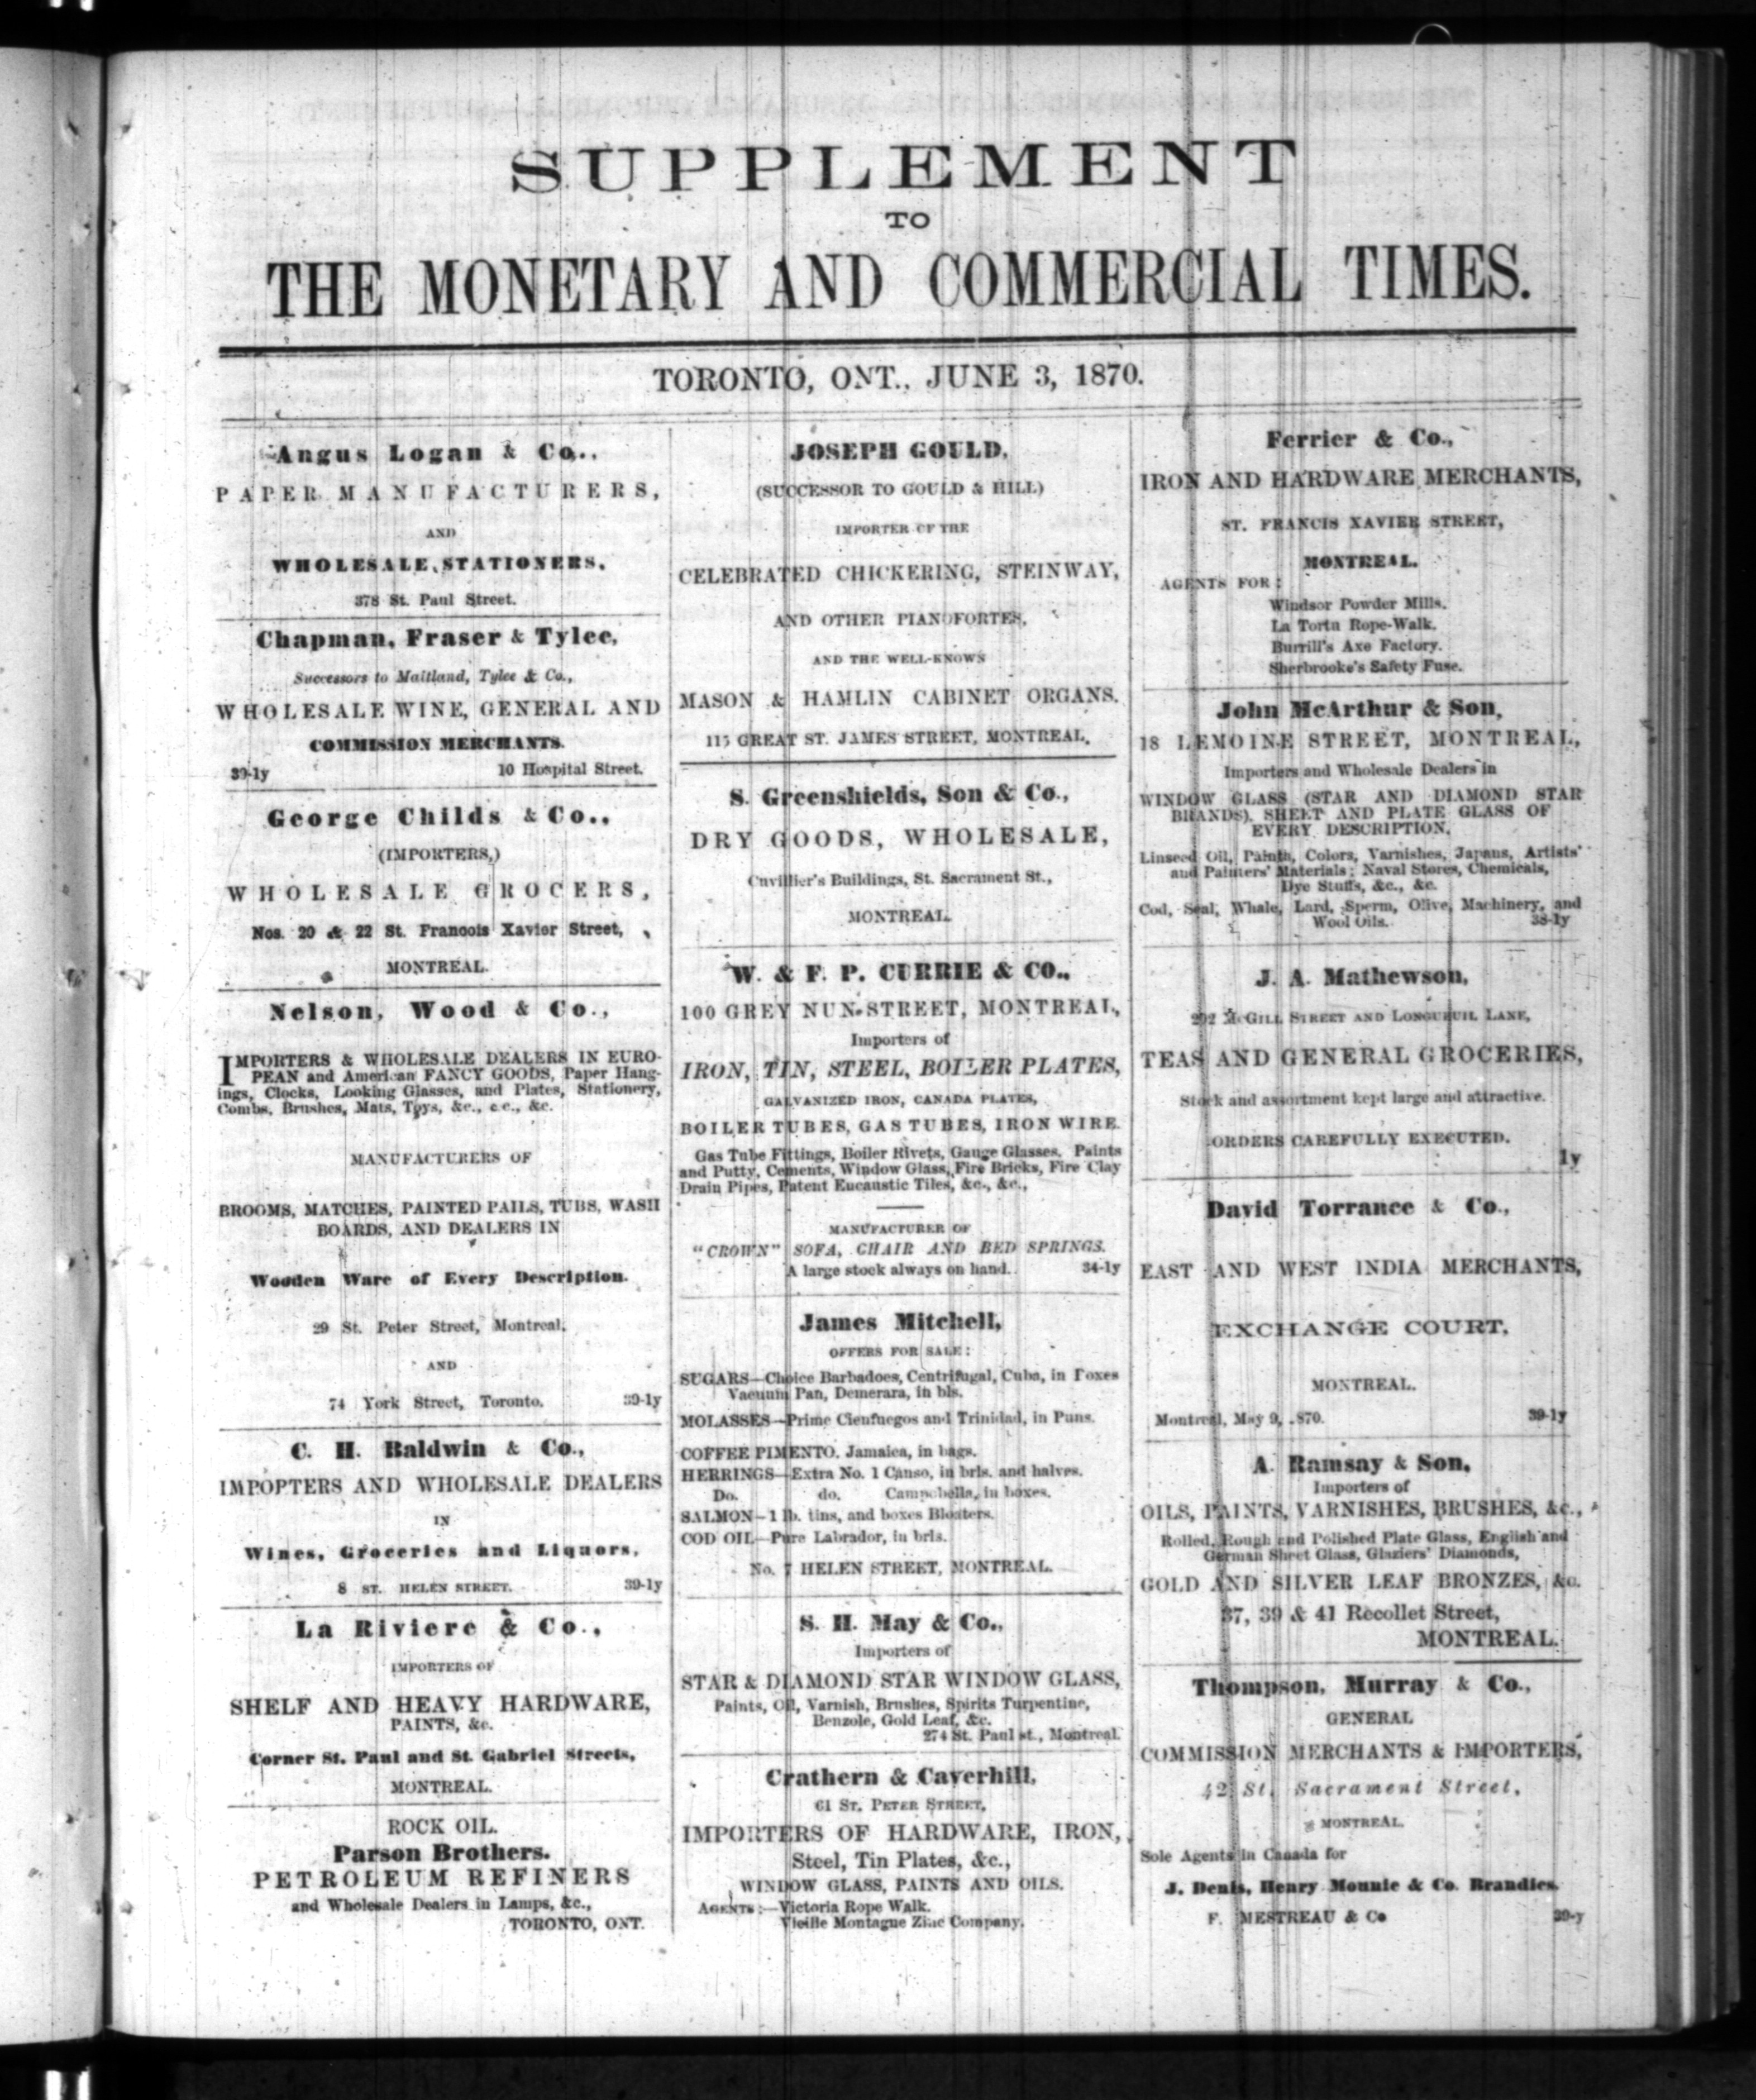 SUPPLEMENT
TO
THE MONETARY AND COMMERCIAL TIMES.
TORONTO, ONT., JUNE 3, 1870.
Angus Logan & Co.,
PAPER MANUFACTURERS,
AND
WHOLESALE STATIONERS,
378 St. Paul Street.
Chapman, Fraser & Tylee,
Successors to Maitland, Tylee & Co.,
WHOLESALE WINE, GENERAL AND
COMMISSION MERCHANTS.
39-1y 10 Hospital Street.
George Childs & Co.,
(IMPORTERS,)
WHOLESALE GROCERS,
Nos. 20 & 22 St. Francois Xavier Street,
MONTREAL.
Nelson, Wood & Co.,
IMPORTERS & WHOLESALE DEALERS IN EURO-
PEAN and American FANCY GOODS, Paper Hang-
ings, Clocks, Looking Glasses, and Plates, Stationery,
Combs, Brushes, Mats, Toys, &c., &c., &c.
MANUFACTURERS OF
BROOMS, MATCHES, PAINTED PAILS, TUBS, WASH
BOARDS, AND DEALERS IN
Wooden Ware of Every Description.
29 St. Peter Street, Montreal,
AND
74 York Street, Toronto. 39-1y
C. H. Baldwin & Co.,
IMPORTERS AND WHOLESALE DEALERS
IN
Wines, Groceries and Liquors,
8 ST. HELEN STREET. 39-1y
La Riviere & Co.,
IMPORTERS OF
SHELF AND HEAVY HARDWARE,
PAINTS, &c.
Corner St. Paul and St. Gabriel Streets,
MONTREAL.
ROCK OIL.
Parson Brothers.
PETROLEUM REFINERS
and Wholesale Dealers in Lamps, &c.,
TORONTO, ONT.
JOSEPH GOULD,
(SUCCESSOR TO GOULD & HILL)
IMPORTER OF THE
CELEBRATED CHICKERING, STEINWAY,
AND OTHER PIANOFORTES,
AND THE WELL-KNOWN
MASON & HAMLIN CABINET ORGANS.
115 GREAT ST. JAMES STREET, MONTREAL.
S. Greenshields, Son & Co.,
DRY GOODS, WHOLESALE,
Cuvillier's Buildings, St. Sacrament St.,
MONTREAL.
W. & F. P. CURRIE & CO.,
100 GREY NUN-STREET, MONTREAL,
Importers of
IRON, TIN, STEEL, BOILER PLATES,
GALVANIZED IRON, CANADA PLATES,
BOILER TUBES, GAS TUBES, IRON WIRE.
Gas Tube Fittings, Boiler Rivets, Gauge Glasses, Paints
and Putty, Cements, Window Glass, Fire Bricks, Fire Clay
Drain Pipes, Patent Encaustic Tiles, &c., &c.,
MANUFACTURER OF
"CROWN" SOFA, CHAIR AND BED SPRINGS.
A large stock always on hand. 34-1y
James Mitchell,
OFFERS FOR SALE:
SUGARS—Choice Barbadoes, Centrifugal, Cuba, in Foxes
Vacuum Pan, Demerara, in bls.
MOLASSES—Prime Cienfuegos and Trinidad, in Puns.
COFFEE PIMENTO. Jamaica, in bags.
HERRINGS—Extra No. 1 Canso, in brls. and halves.
Do. do. Campobella, in boxes.
SALMON—1 lb. tins, and boxes Bloaters.
COD OIL—Pure Labrador, in brls.
No. 7 HELEN STREET, MONTREAL.
S. H. May & Co.,
Importers of
STAR & DIAMOND STAR WINDOW GLASS,
Paints, Oil, Varnish, Brushes, Spirits Turpentine,
Benzole, Gold Leaf, &c.
274 St. Paul st., Montreal.
Crathern & Caverhill,
61 ST. PETER STREET,
IMPORTERS OF HARDWARE, IRON,
Steel, Tin Plates, &c.,
WINDOW GLASS, PAINTS AND OILS.
AGENTS:—Victoria Rope Walk.
Vieille Montague Zinc Company.
Ferrier & Co.,
IRON AND HARDWARE MERCHANTS,
ST. FRANCIS XAVIER STREET,
MONTREAL.
AGENTS FOR:
Windsor Powder Mills.
La Tortu Rope-Walk.
Burrill's Axe Factory.
Sherbrooke's Safety Fuse.
John McArthur & Son,
18 LEMOINE STREET, MONTREAL,
Importers and Wholesale Dealers in
WINDOW GLASS (STAR AND DIAMOND STAR
BRANDS), SHEET AND PLATE GLASS OF
EVERY DESCRIPTION,
Linseed Oil, Paints, Colors, Varnishes, Japans, Artists'
and Painters' Materials; Naval Stores, Chemicals,
Dye Stuffs, &c., &c.
Cod, Seal, Whale, Lard, Sperm, Olive, Machinery, and
Wool Oils. 38-1y
J. A. Mathewson,
202 McGILL STREET AND LONGUEUIL LANE,
TEAS AND GENERAL GROCERIES,
Stock and assortment kept large and attractive.
ORDERS CAREFULLY EXECUTED.
1y
David Torrance & Co.,
EAST AND WEST INDIA MERCHANTS,
EXCHANGE COURT,
MONTREAL.
Montreal, May 9, 870. 39-1y
A. Ramsay & Son,
Importers of
OILS, PAINTS, VARNISHES, BRUSHES, &c.,
Rolled, Rough and Polished Plate Glass, English and
German Sheet Glass, Glaziers' Diamonds,
GOLD AND SILVER LEAF BRONZES, &c.
37, 39 & 41 Recollet Street,
MONTREAL.
Thompson, Murray & Co.,
GENERAL
COMMISSION MERCHANTS & IMPORTERS,
42 St. Sacrament Street,
MONTREAL.
Sole Agents in Canada for
J. Denis, Henry Mounie & Co. Brandies.
F. MESTREAU & Co 39-y